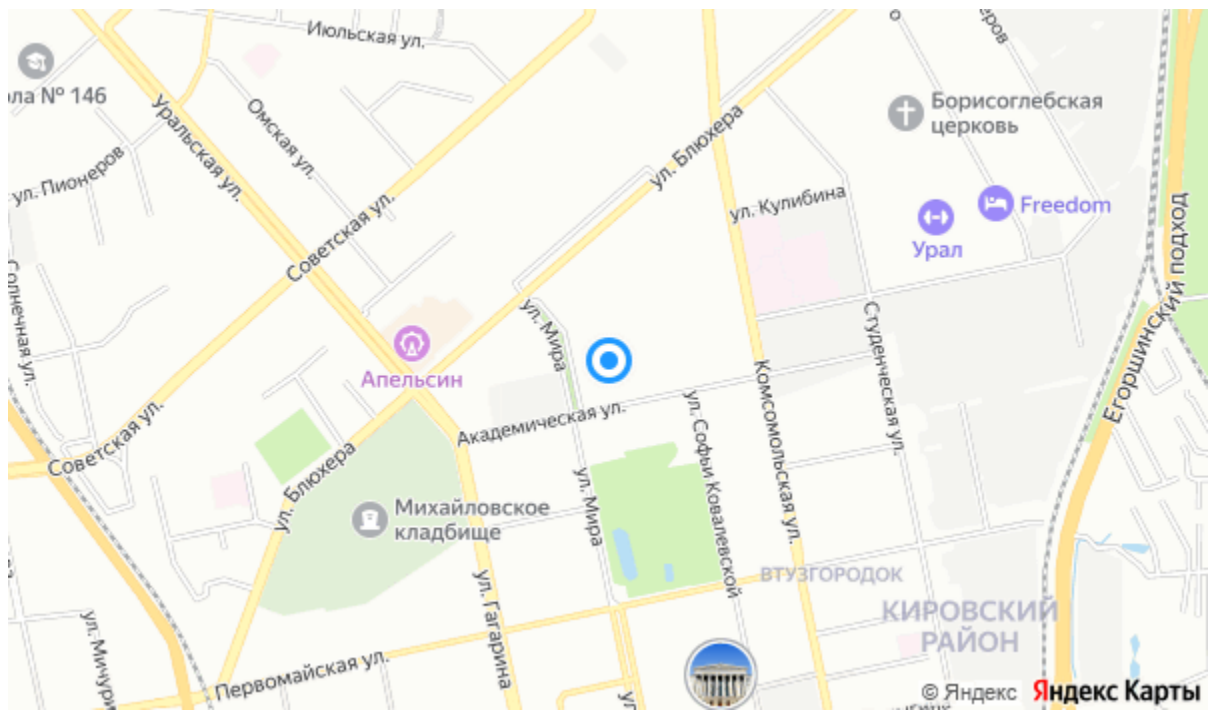 Июльская ул.
ла № 146
Омская ул.
Уральская ул.
ул. Пионеров
ул. Блюхера
Борисоглебская
церковь
Советская ул.
ул. Кулибина
Freedom
Урал
Солнечная ул.
ул. Мира
Апельсин
Студенческая ул.
Егоршинский подход
Комсомольская ул.
Академическая ул.
ул. Софьи Ковалевской
Советская ул.
ул. Блюхера
Михайловское
кладбище
ул. Мира
ВТУЗГОРОДОК
ул. Гагарина
КИРОВСКИЙ
РАЙОН
ул. Мичури
Первомайская ул.
© Яндекс Яндекс Карты